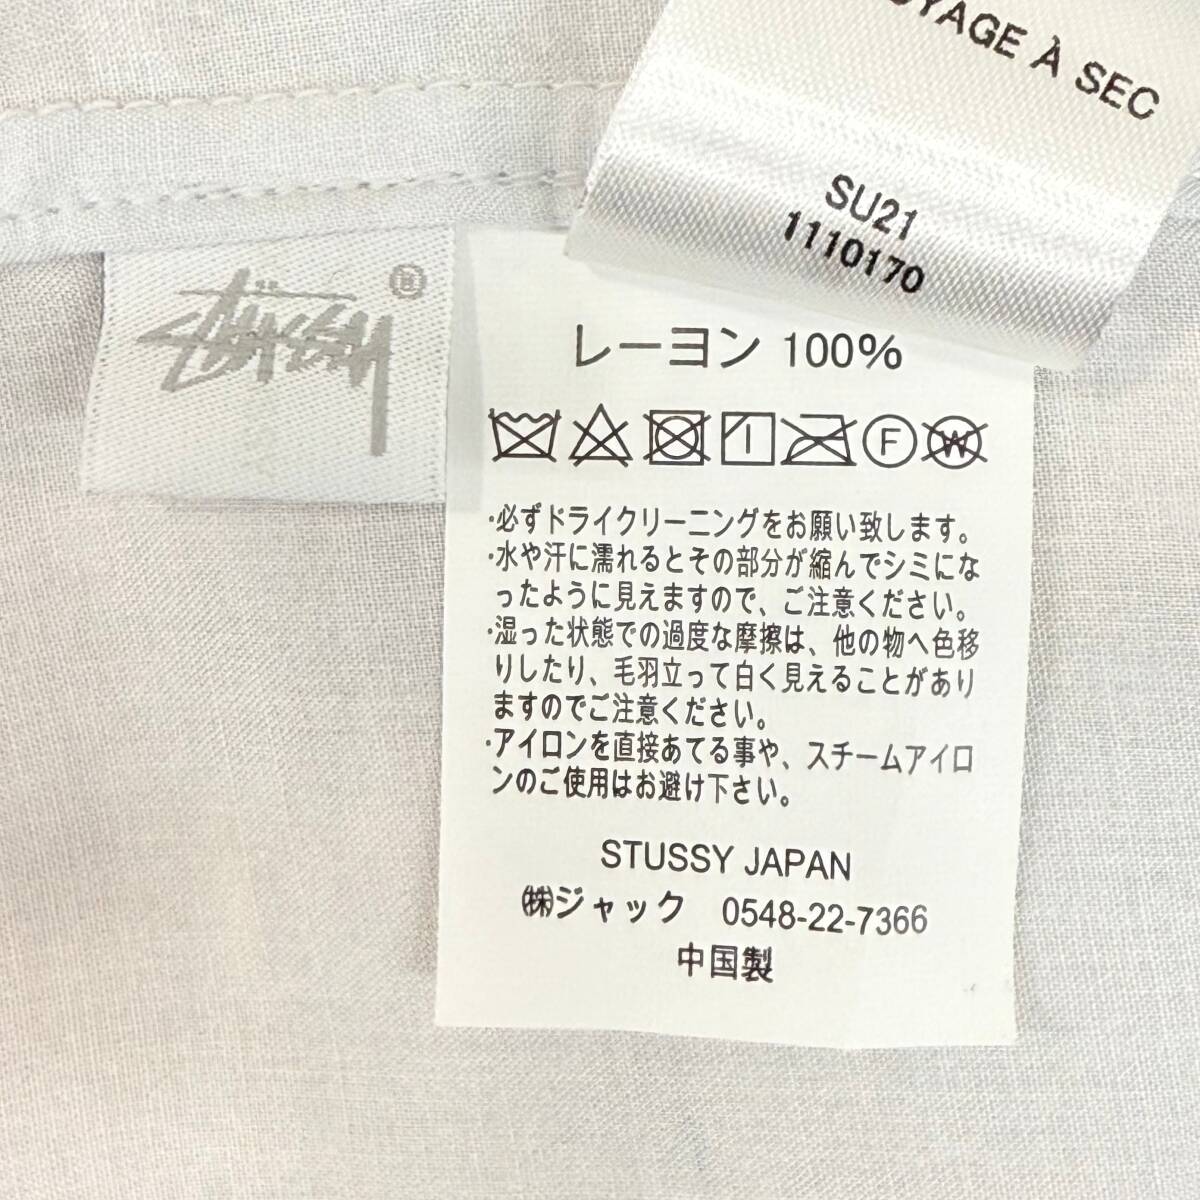 YAGE À SEC
SU21
1110170
STÜSSY ®
レーヨン 100%
F W
·必ずドライクリーニングをお願い致します。
·水や汗に濡れるとその部分が縮んでシミにな
ったように見えますので、ご注意ください。
·湿った状態での過度な摩擦は、他の物へ色移
りしたり、毛羽立って白く見えることがあり
ますのでご注意ください。
·アイロンを直接あてる事や、スチームアイロ
ンのご使用はお避け下さい。
STUSSY JAPAN
㈱ジャック 0548-22-7366
中国製